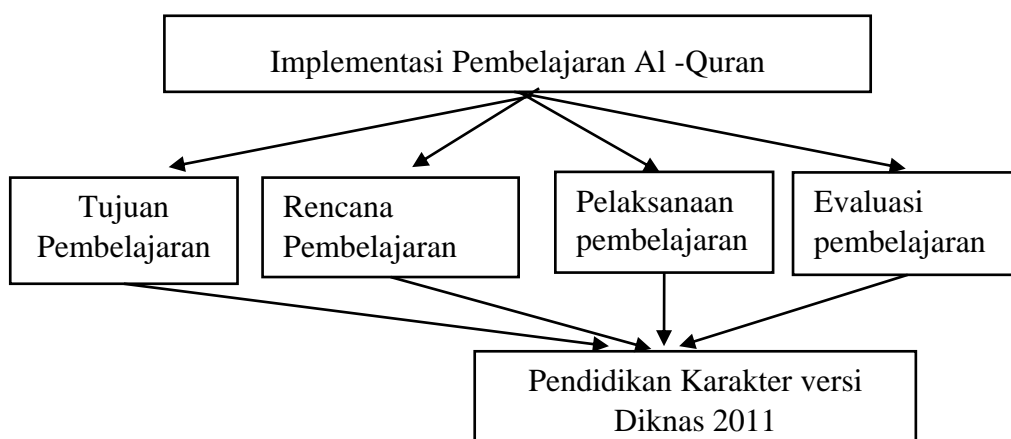 Implementasi Pembelajaran Al -Quran
Tujuan
Pembelajaran
Rencana
Pembelajaran
Pelaksanaan
pembelajaran
Evaluasi
pembelajaran
Pendidikan Karakter versi
Diknas 2011